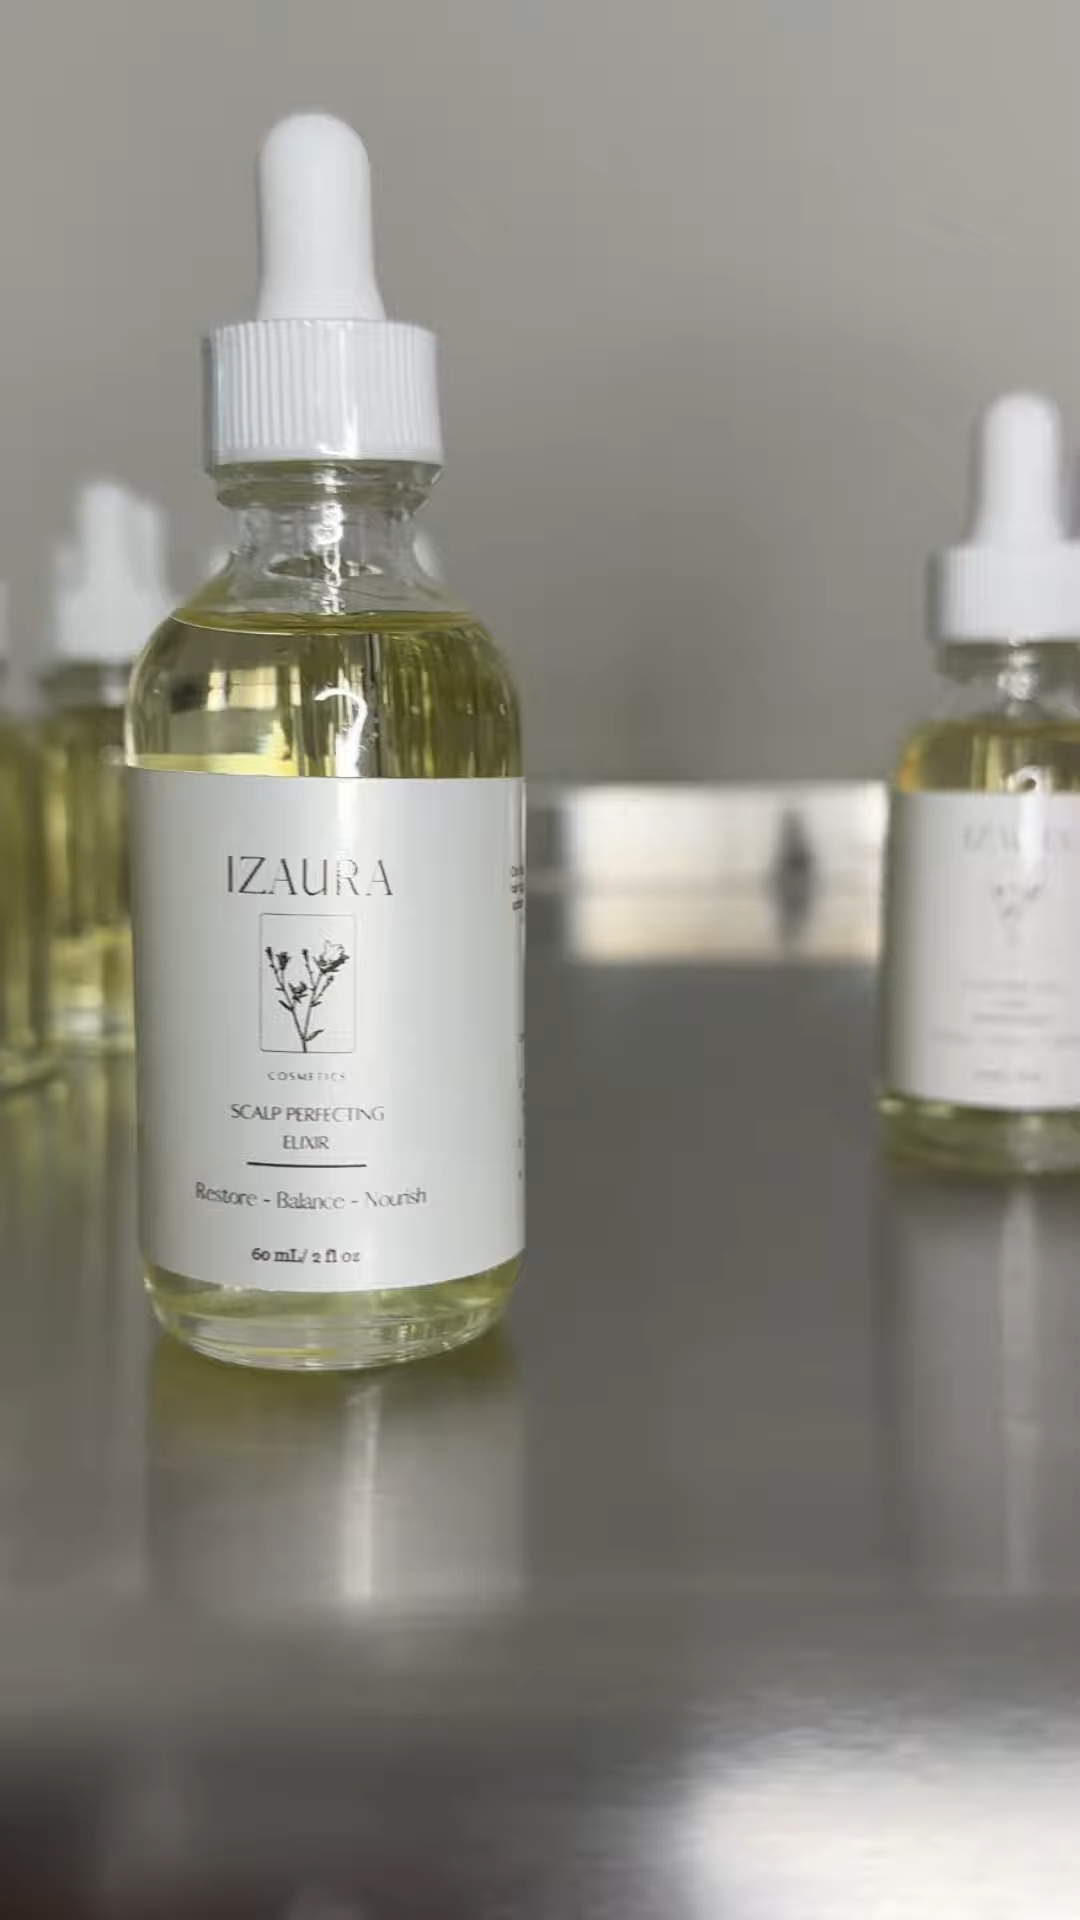 IZAURA
COSMETICS
SCALP PERFECTING
ELIXIR
Restore - Balance - Nourish
60 mL/ 2 fl oz